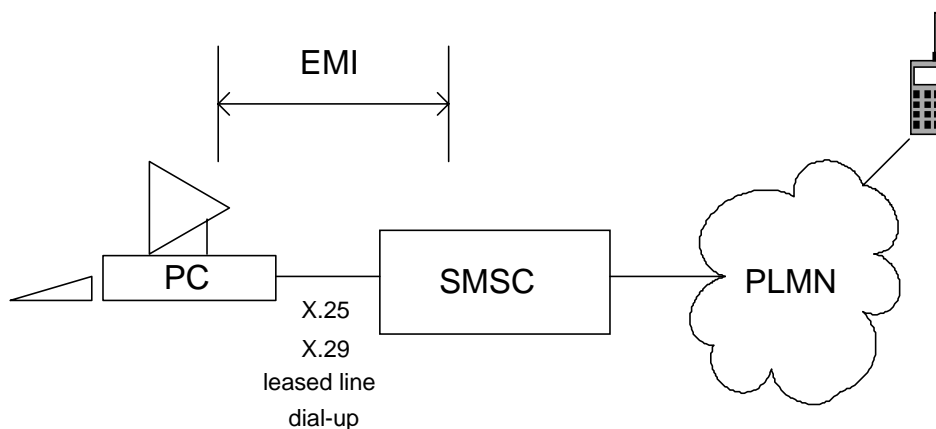 EMI
PC
SMSC
PLMN
X.25
X.29
leased line
dial-up